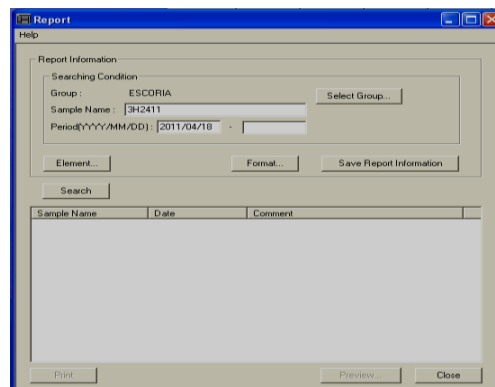 Report
Help
Report Information
Searching Condition
Group : ESCORIA
Select Group...
Sample Name : 3H2411
Period(YYYY/MM/DD) : 2011/04/18 -
Element... Format... Save Report Information
Search
Sample Name Date Comment
Print Preview... Close